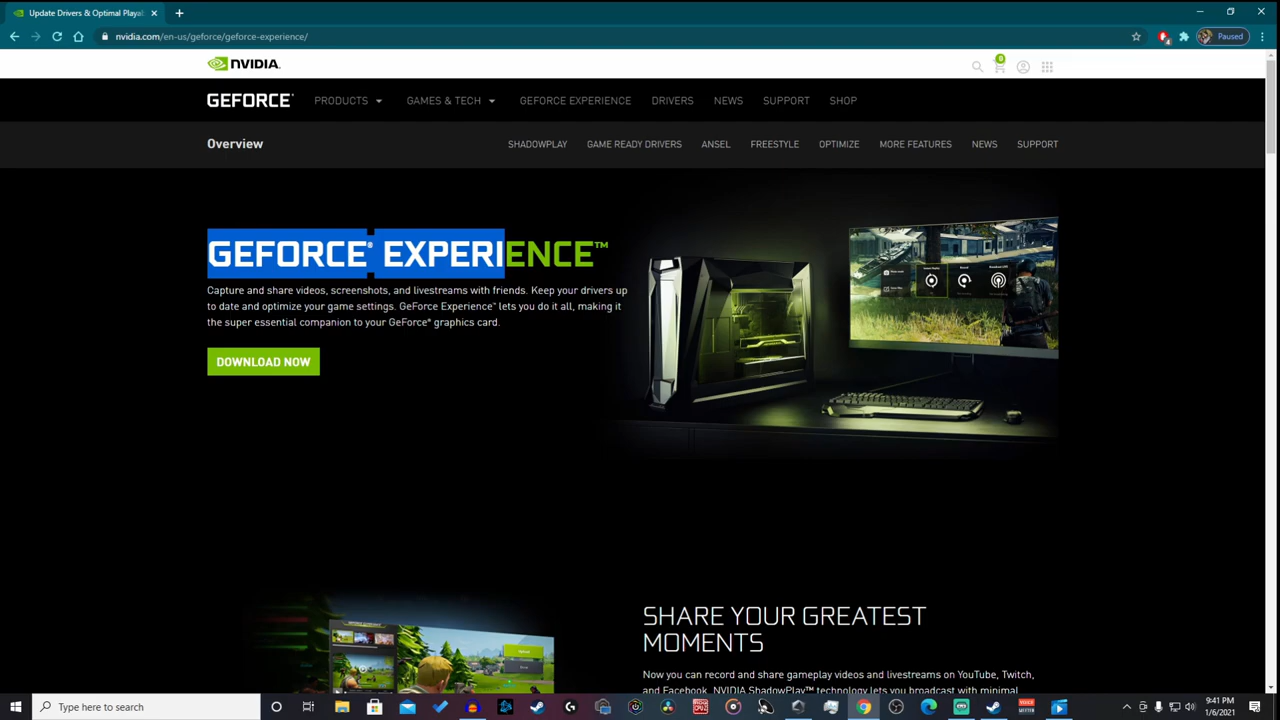 Update Drivers & Optimal Playab
nvidia.com/en-us/geforce/geforce-experience/
Paused
NVIDIA.
0
GEFORCE
PRODUCTS
GAMES & TECH
GEFORCE EXPERIENCE
DRIVERS
NEWS
SUPPORT
SHOP
Overview
SHADOWPLAY
GAME READY DRIVERS
ANSEL
FREESTYLE
OPTIMIZE
MORE FEATURES
NEWS
SUPPORT
GEFORCE® EXPERIENCE™
Capture and share videos, screenshots, and livestreams with friends. Keep your drivers up
to date and optimize your game settings. GeForce Experience™ lets you do it all, making it
the super essential companion to your GeForce® graphics card.
DOWNLOAD NOW
SHARE YOUR GREATEST
MOMENTS
Now you can record and share gameplay videos and livestreams on YouTube, Twitch,
and Facebook. NVIDIA ShadowPlay™ technology lets you broadcast with minimal
Type here to search
9:41 PM
1/6/2021